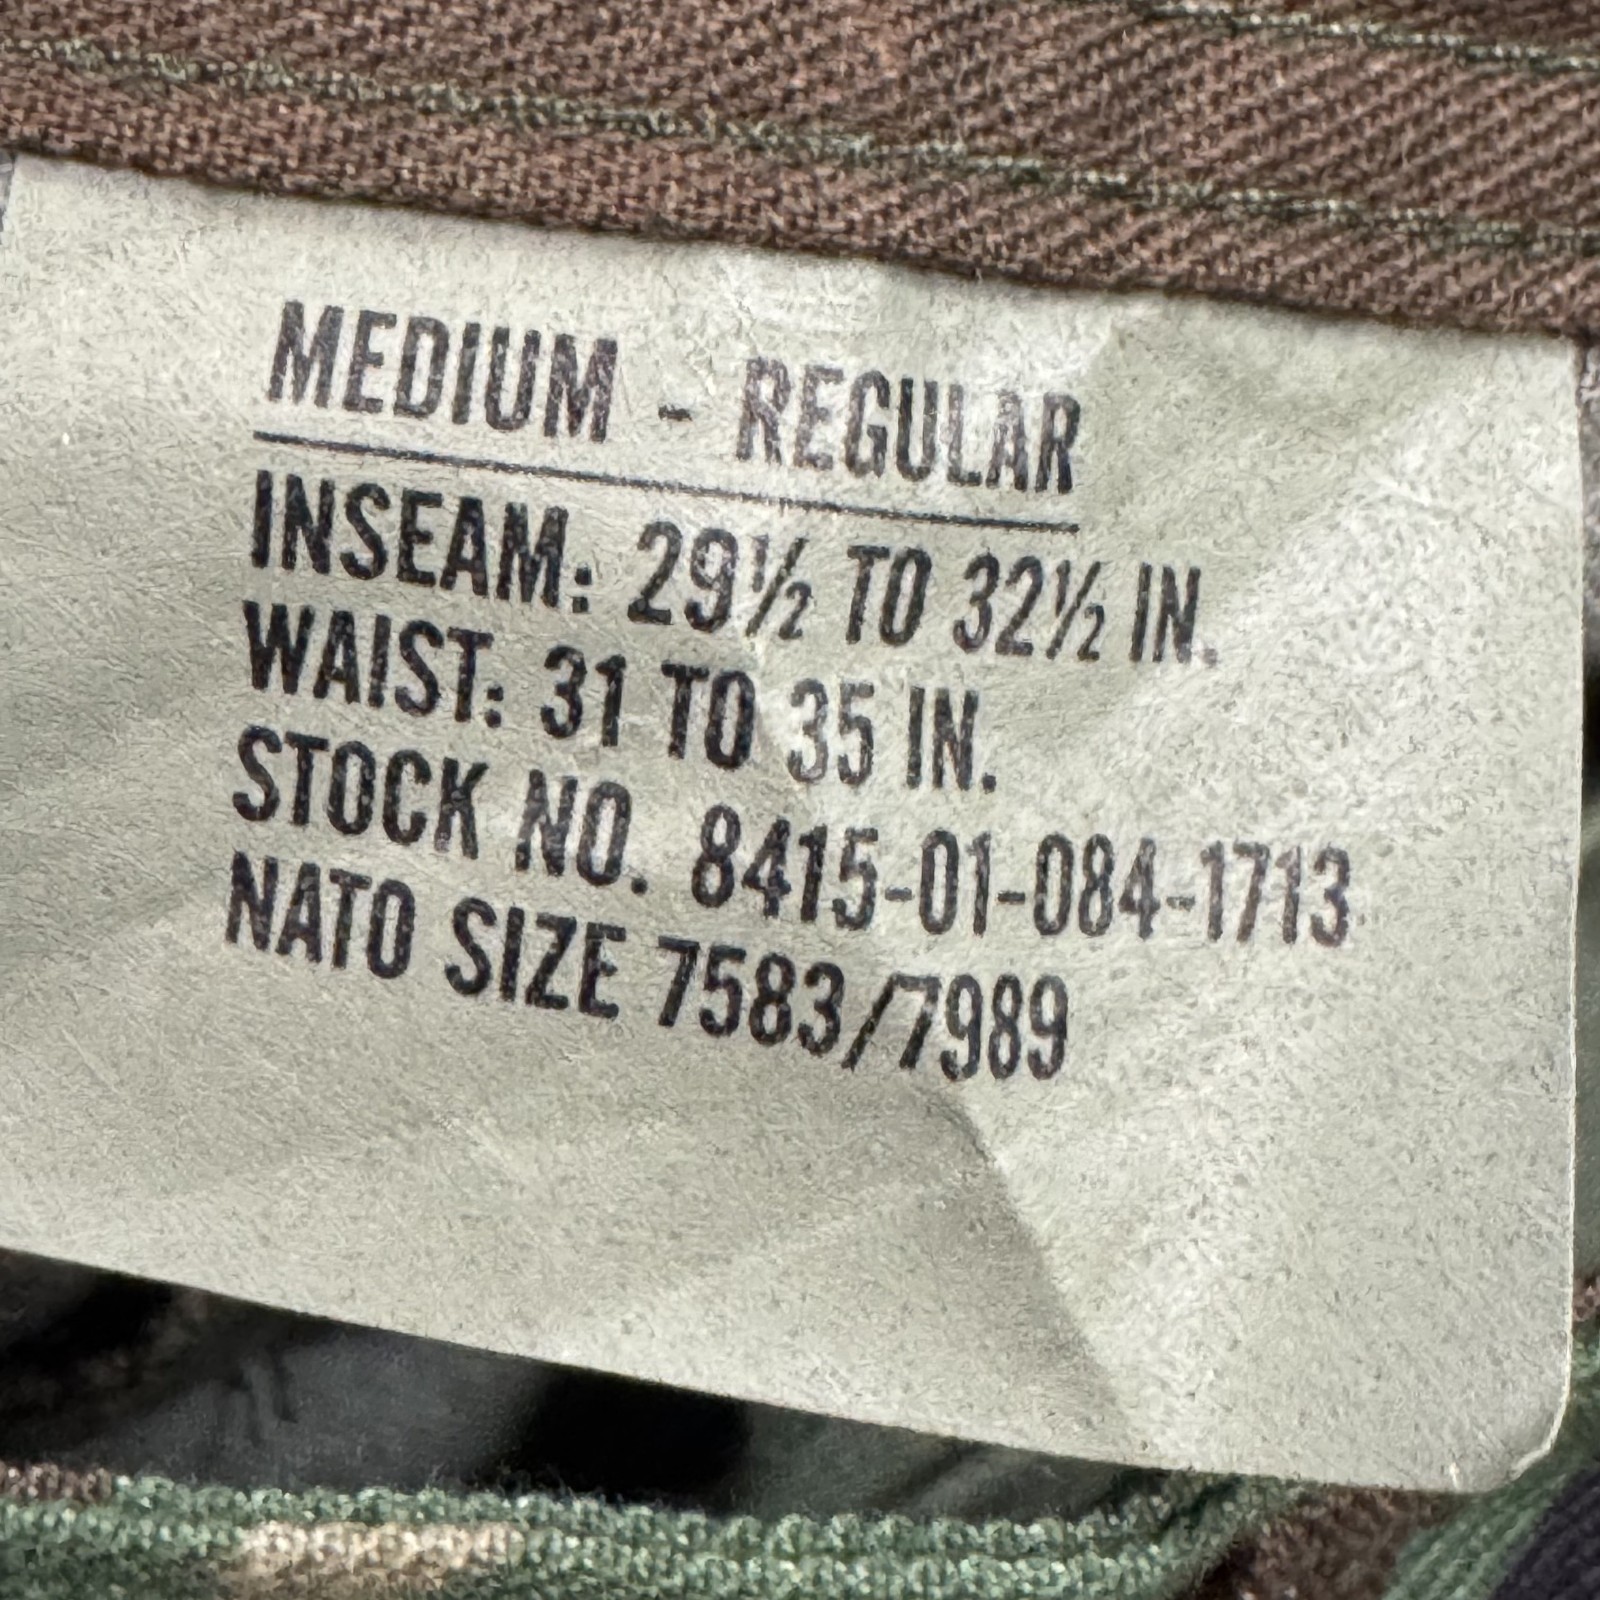 MEDIUM - REGULAR
INSEAM: 29½ TO 32½ IN.
WAIST: 31 TO 35 IN.
STOCK NO. 8415-01-084-1713
NATO SIZE 7583/7989